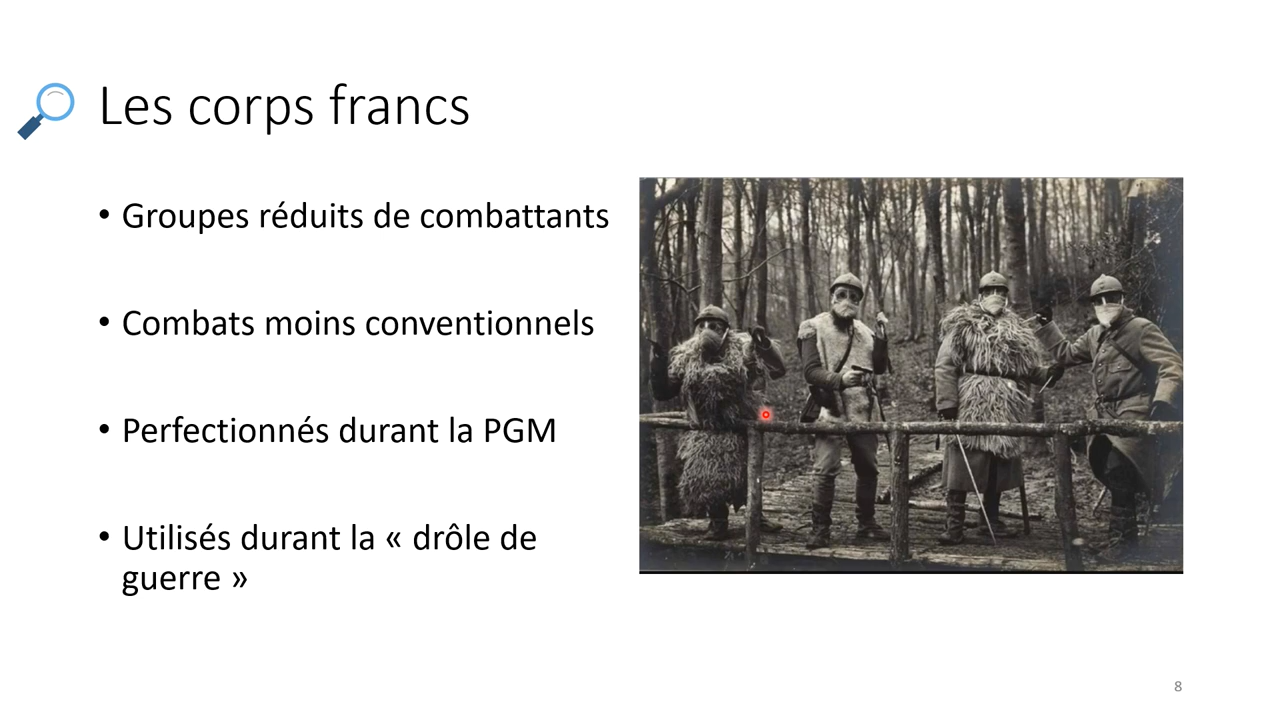 Les corps francs
• Groupes réduits de combattants
• Combats moins conventionnels
• Perfectionnés durant la PGM
• Utilisés durant la « drôle de
guerre »
8